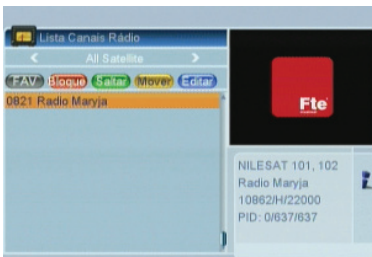 Lista Canais Rádio
All Satellite
FAV Bloque Saltar Mover Editar
0821 Radio Maryja
Fte
NILESAT 101, 102
Radio Maryja
10862/H/22000
PID: 0/637/637